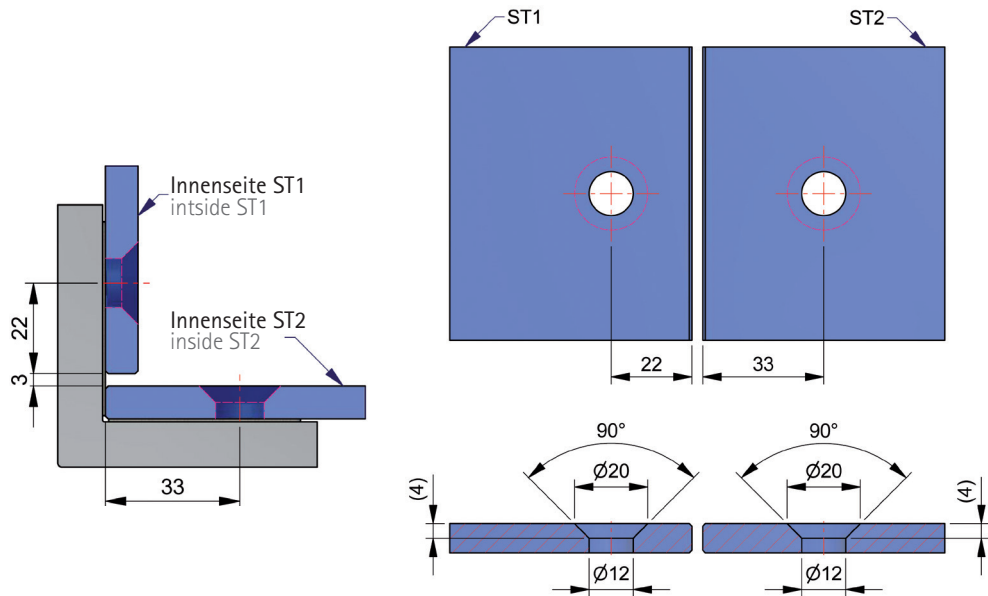 ST1
ST2
Innenseite ST1
intside ST1
22
Innenseite ST2
inside ST2
3
33
22
33
90°
90°
Ø20
Ø20
(4)
(4)
Ø12
Ø12